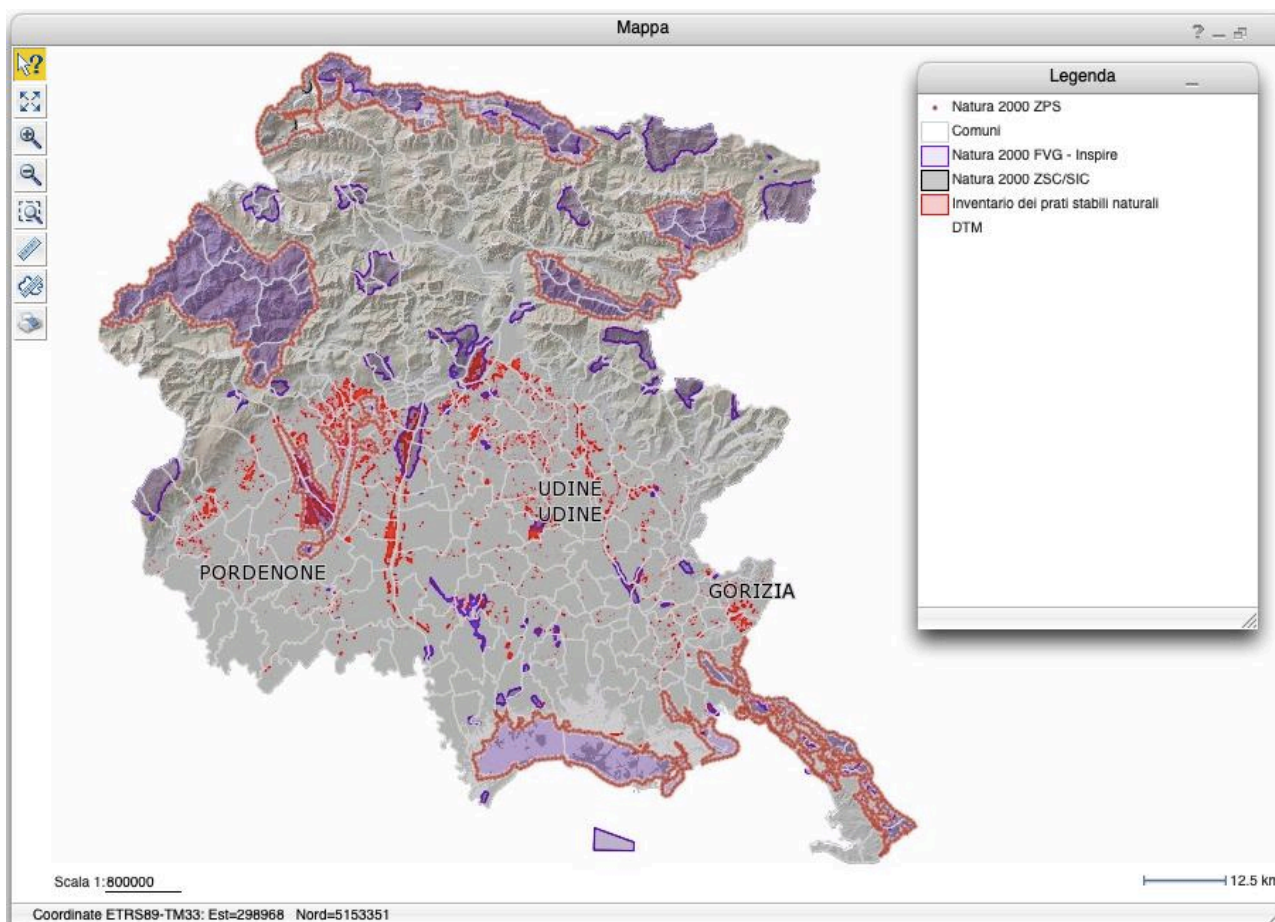 Mappa
?
Legenda
Natura 2000 ZPS
Comuni
Natura 2000 FVG - Inspire
Natura 2000 ZSC/SIC
Inventario dei prati stabili naturali
DTM
UDINE
UDINE
PORDENONE
GORIZIA
Scala 1:800000
12.5 km
Coordinate ETRS89-TM33: Est=298968 Nord=5153351